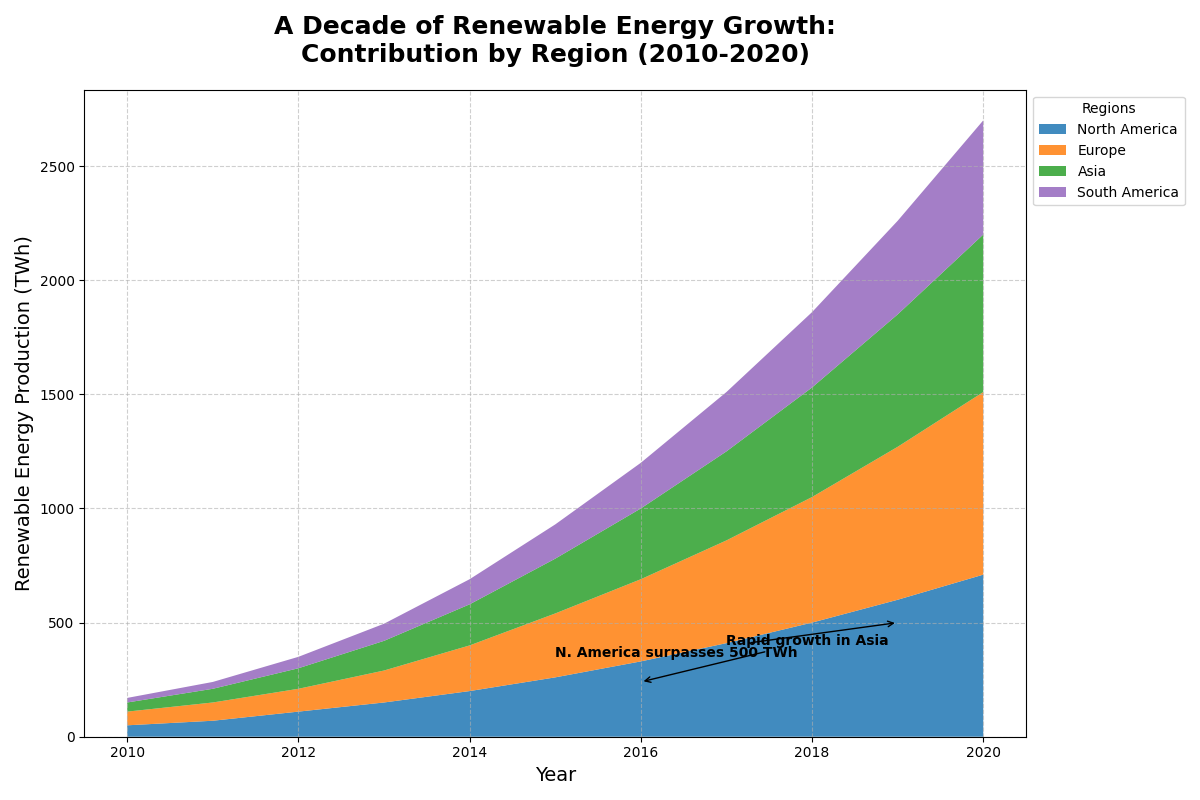 A Decade of Renewable Energy Growth:
Contribution by Region (2010-2020)
Regions
North America
Europe
Asia
South America
Renewable Energy Production (TWh)
2500
2000
1500
1000
500
0
Rapid growth in Asia
N. America surpasses 500 TWh
2010
2012
2014
2016
2018
2020
Year